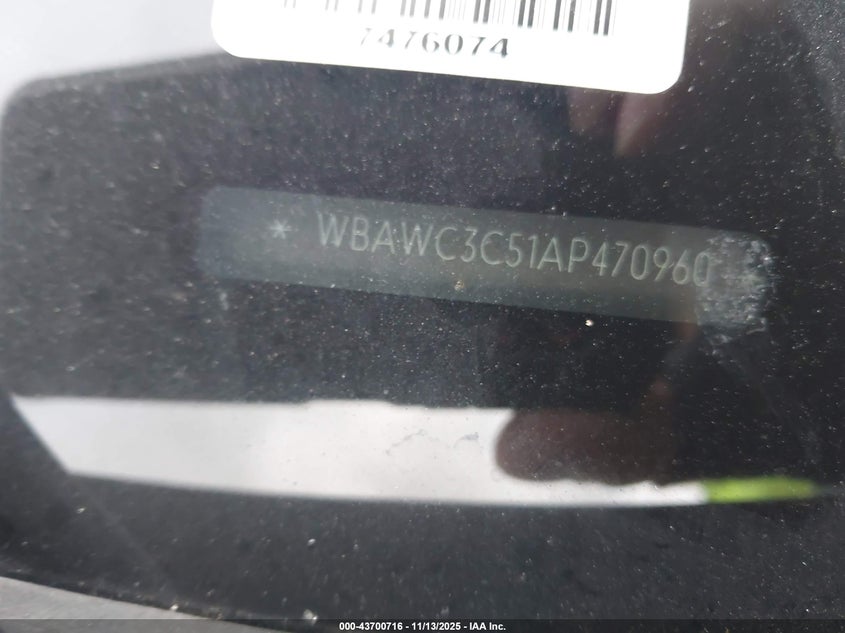 7476074
* WBAWC3C51AP470960 *
000-43700716 - 11/13/2025 - IAA Inc.